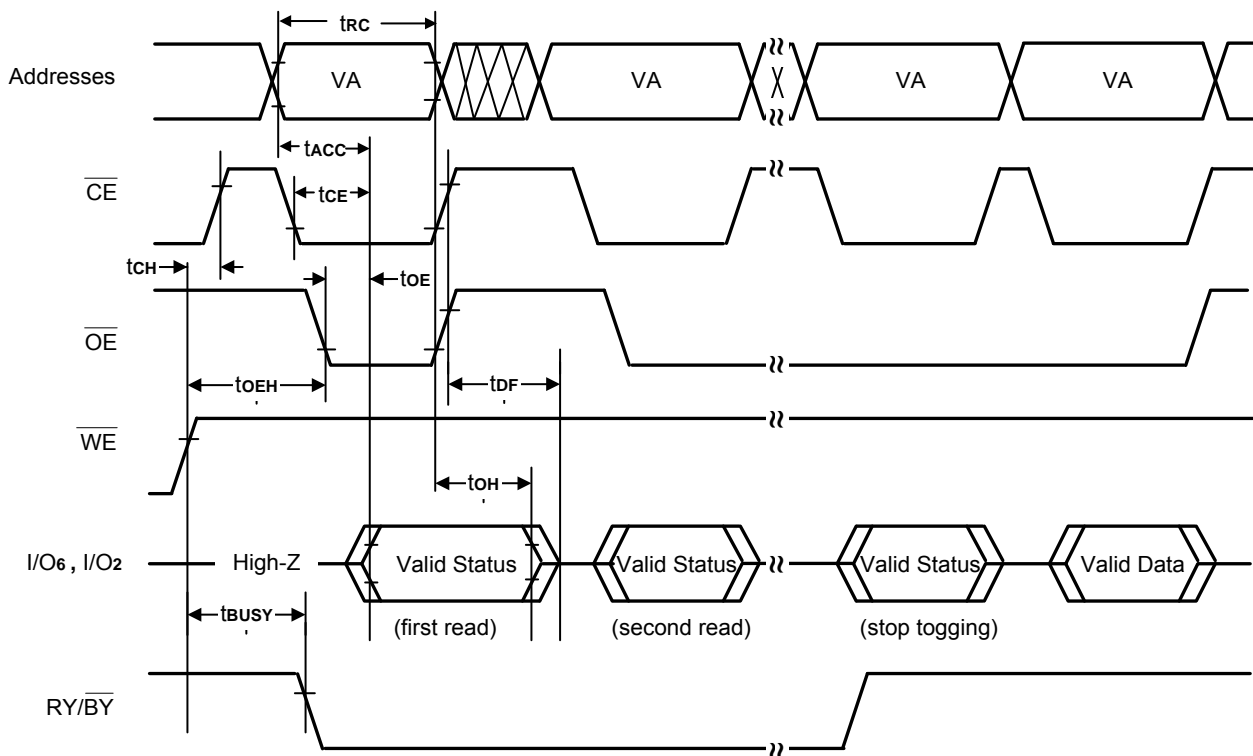 tRC
Addresses
VA
VA
X
VA
VA
tACC
CE
tCE
tCH
tOE
OE
tOEH
tDF
WE
tOH
I/O6 , I/O2
High-Z
Valid Status
Valid Status
Valid Status
Valid Data
tBUSY
(first read)
(second read)
(stop togging)
RY/BY